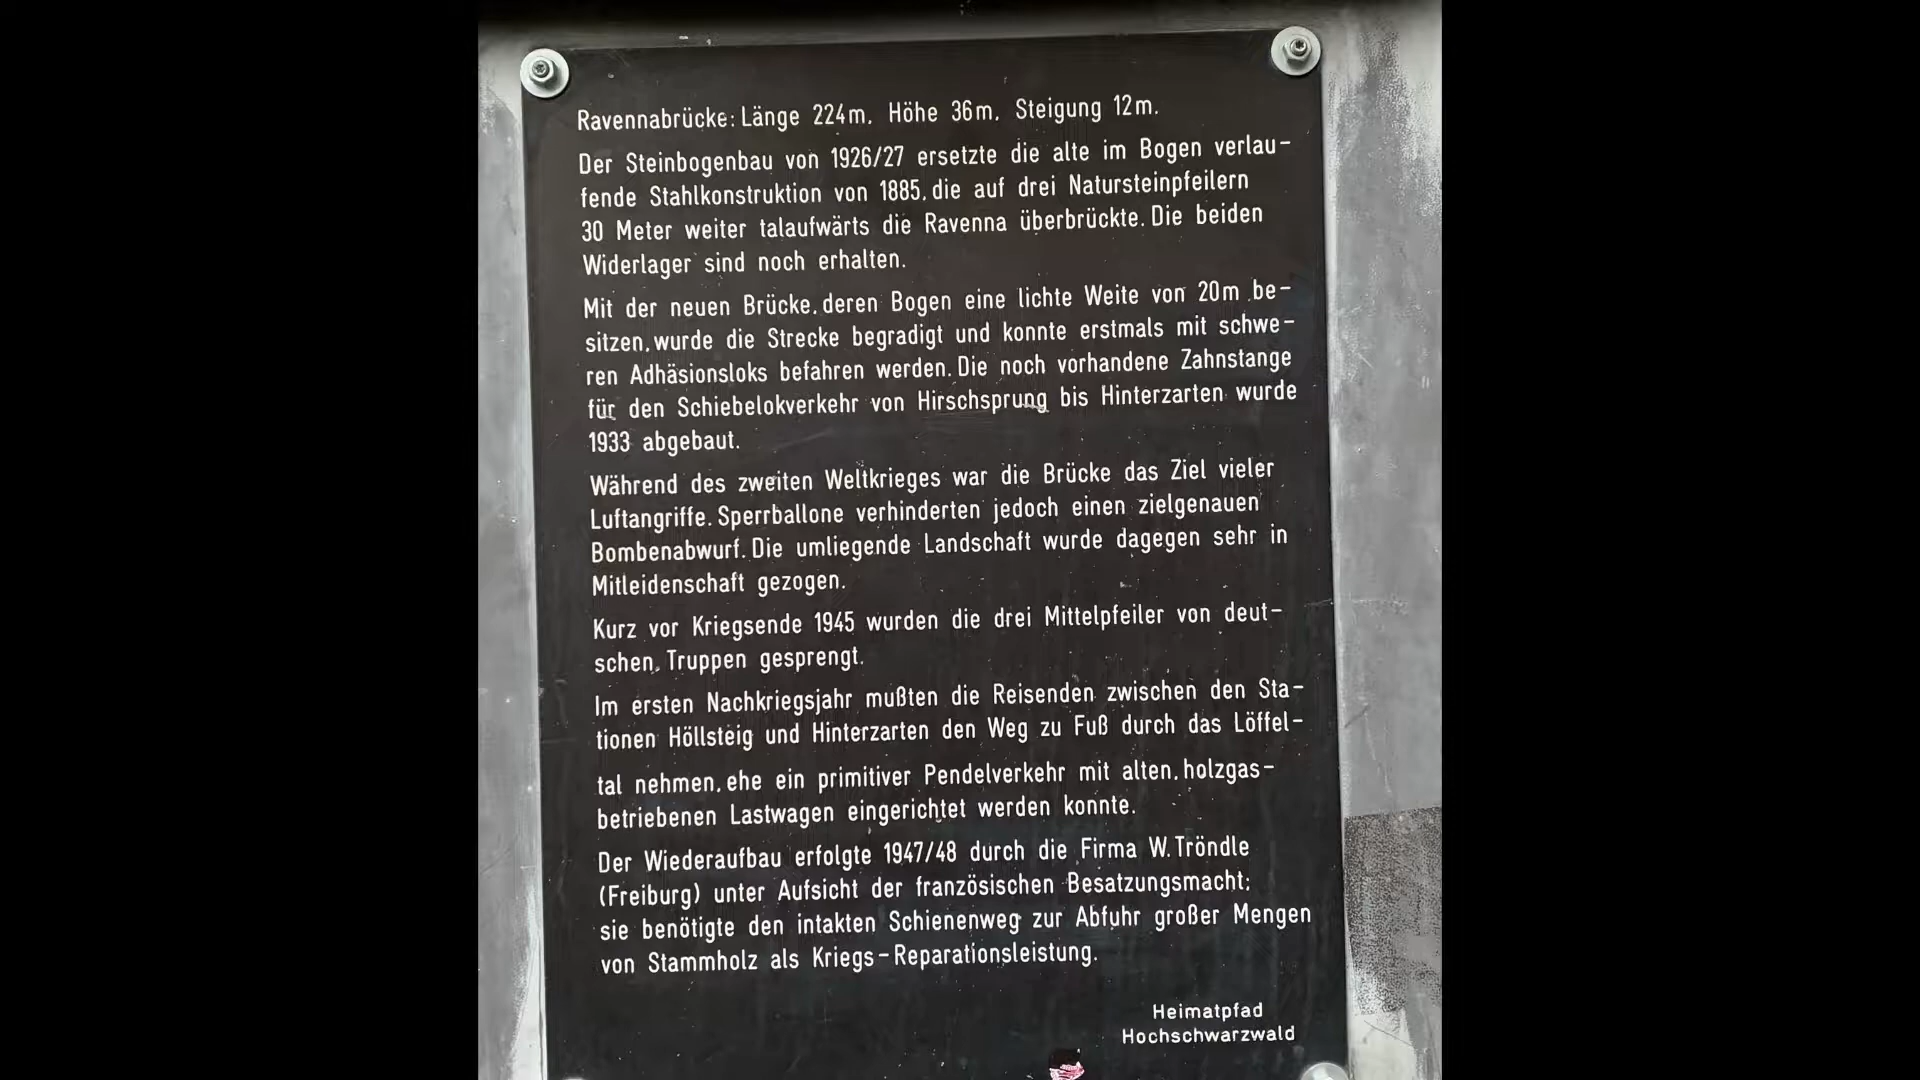 Ravennabrücke: Länge 224m. Höhe 36m. Steigung 12m.
Der Steinbogenbau von 1926/27 ersetzte die alte im Bogen verlau-
fende Stahlkonstruktion von 1885, die auf drei Natursteinpfeilern
30 Meter weiter talaufwärts die Ravenna überbrückte. Die beiden
Widerlager sind noch erhalten.
Mit der neuen Brücke, deren Bogen eine lichte Weite von 20m be-
sitzen, wurde die Strecke begradigt und konnte erstmals mit schwe-
ren Adhäsionsloks befahren werden. Die noch vorhandene Zahnstange
für den Schiebelokverkehr von Hirschsprung bis Hinterzarten wurde
1933 abgebaut.
Während des zweiten Weltkrieges war die Brücke das Ziel vieler
Luftangriffe. Sperrballone verhinderten jedoch einen zielgenauen
Bombenabwurf. Die umliegende Landschaft wurde dagegen sehr in
Mitleidenschaft gezogen.
Kurz vor Kriegsende 1945 wurden die drei Mittelpfeiler von deut-
schen Truppen gesprengt.
Im ersten Nachkriegsjahr mußten die Reisenden zwischen den Sta-
tionen Höllsteig und Hinterzarten den Weg zu Fuß durch das Löffel-
tal nehmen, ehe ein primitiver Pendelverkehr mit alten, holzgas-
betriebenen Lastwagen eingerichtet werden konnte.
Der Wiederaufbau erfolgte 1947/48 durch die Firma W. Tröndle
(Freiburg) unter Aufsicht der französischen Besatzungsmacht;
sie benötigte den intakten Schienenweg zur Abfuhr großer Mengen
von Stammholz als Kriegs-Reparationsleistung.
Heimatpfad
Hochschwarzwald